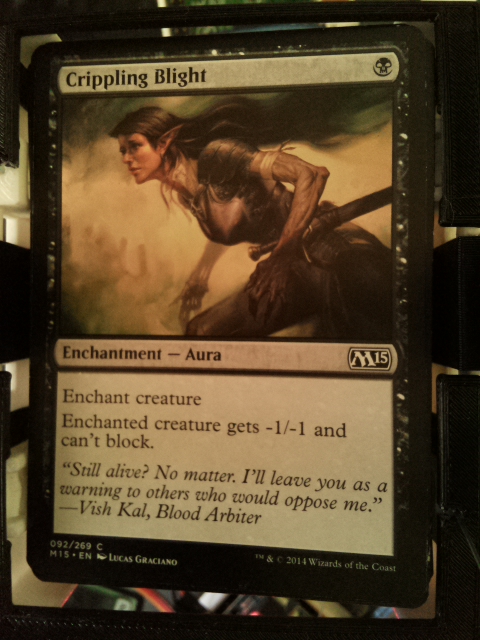 Crippling Blight
Enchantment — Aura
M15
Enchant creature
Enchanted creature gets -1/-1 and
can't block.
"Still alive? No matter. I'll leave you as a
warning to others who would oppose me."
—Vish Kal, Blood Arbiter
092/269 C
M15 • EN Lucas Graciano
™ & © 2014 Wizards of the Coast